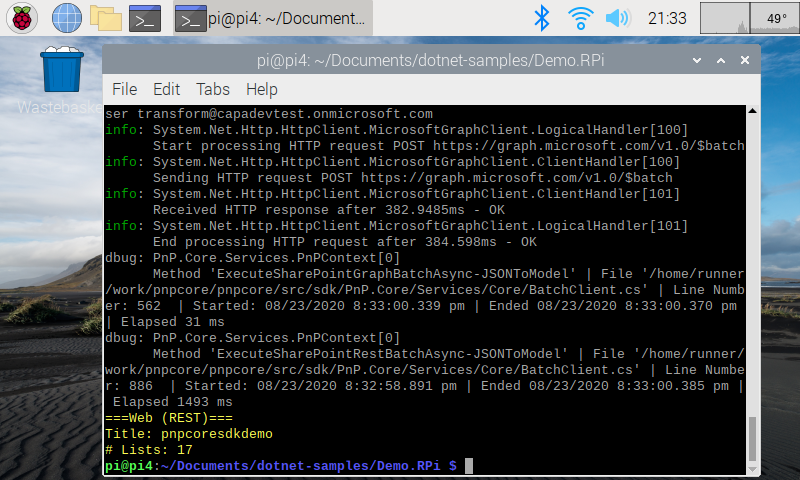 pi@pi4: ~/Document...
21:33
49°
Wastebaske
pi@pi4: ~/Documents/dotnet-samples/Demo.RPi
File Edit Tabs Help
ser transform@capadevtest.onmicrosoft.com
info: System.Net.Http.HttpClient.MicrosoftGraphClient.LogicalHandler[100]
Start processing HTTP request POST https://graph.microsoft.com/v1.0/$batch
info: System.Net.Http.HttpClient.MicrosoftGraphClient.ClientHandler[100]
Sending HTTP request POST https://graph.microsoft.com/v1.0/$batch
info: System.Net.Http.HttpClient.MicrosoftGraphClient.ClientHandler[101]
Received HTTP response after 382.9485ms - OK
info: System.Net.Http.HttpClient.MicrosoftGraphClient.LogicalHandler[101]
End processing HTTP request after 384.598ms - OK
dbug: PnP.Core.Services.PnPContext[0]
Method 'ExecuteSharePointGraphBatchAsync-JSONToModel' | File '/home/runner
/work/pnpcore/pnpcore/src/sdk/PnP.Core/Services/Core/BatchClient.cs' | Line Numb
er: 562  | Started: 08/23/2020 8:33:00.339 pm | Ended 08/23/2020 8:33:00.370 pm
| Elapsed 31 ms
dbug: PnP.Core.Services.PnPContext[0]
Method 'ExecuteSharePointRestBatchAsync-JSONToModel' | File '/home/runner/
work/pnpcore/pnpcore/src/sdk/PnP.Core/Services/Core/BatchClient.cs' | Line Numbe
r: 886  | Started: 08/23/2020 8:32:58.891 pm | Ended 08/23/2020 8:33:00.385 pm |
Elapsed 1493 ms
===Web (REST)===
Title: pnpcoresdkdemo
# Lists: 17
pi@pi4:~/Documents/dotnet-samples/Demo.RPi $